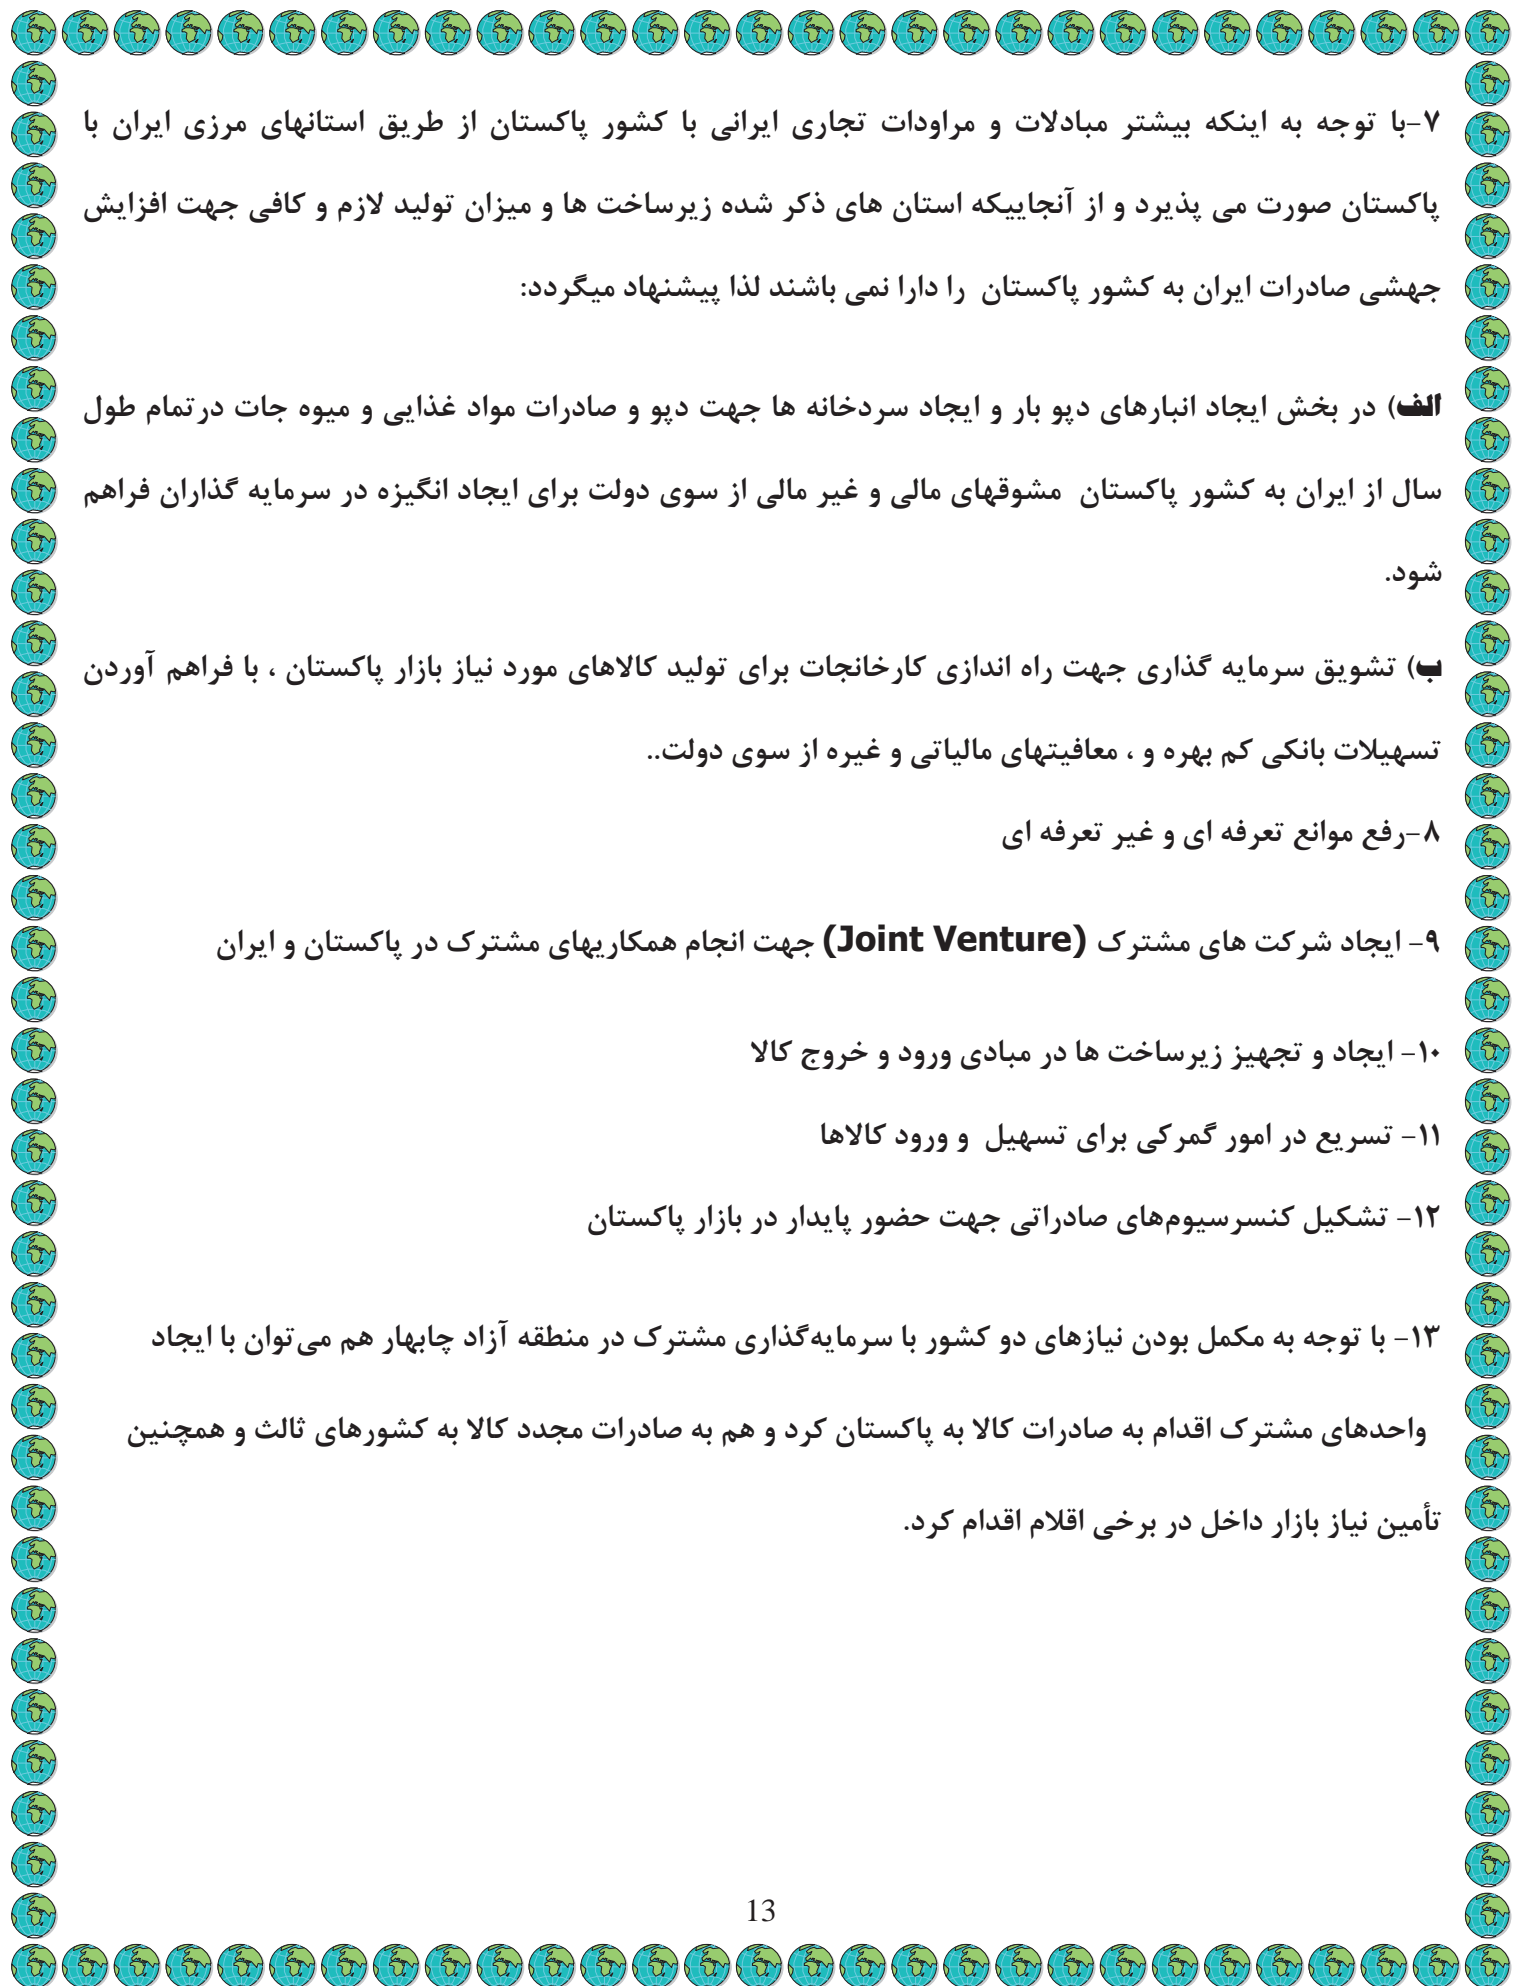 ۷-با توجه به اینکه بیشتر مبادلات و مراودات تجاری ایرانی با کشور پاکستان از طریق استانهای مرزی ایران با
پاکستان صورت می پذیرد و از آنجاییکه استان های ذکر شده زیرساخت ها و میزان تولید لازم و کافی جهت افزایش
جهشی صادرات ایران به کشور پاکستان را دارا نمی باشند لذا پیشنهاد میگردد:
الف) در بخش ایجاد انبارهای دپو بار و ایجاد سردخانه ها جهت دپو و صادرات مواد غذایی و میوه جات درتمام طول
سال از ایران به کشور پاکستان مشوقهای مالی و غیر مالی از سوی دولت برای ایجاد انگیزه در سرمایه گذاران فراهم
شود.
ب) تشویق سرمایه گذاری جهت راه اندازی کارخانجات برای تولید کالاهای مورد نیاز بازار پاکستان ، با فراهم آوردن
تسهیلات بانکی کم بهره و ، معافیتهای مالیاتی و غیره از سوی دولت..
۸-رفع موانع تعرفه ای و غیر تعرفه ای
۹- ایجاد شرکت های مشترک (Joint Venture) جهت انجام همکاریهای مشترک در پاکستان و ایران
۱۰- ایجاد و تجهیز زیرساخت ها در مبادی ورود و خروج کالا
۱۱- تسریع در امور گمرکی برای تسهیل و ورود کالاها
۱۲- تشکیل کنسرسیوم‌های صادراتی جهت حضور پایدار در بازار پاکستان
۱۳- با توجه به مکمل بودن نیازهای دو کشور با سرمایه‌گذاری مشترک در منطقه آزاد چابهار هم می‌توان با ایجاد
واحدهای مشترک اقدام به صادرات کالا به پاکستان کرد و هم به صادرات مجدد کالا به کشورهای ثالث و همچنین
تأمین نیاز بازار داخل در برخی اقلام اقدام کرد.
13